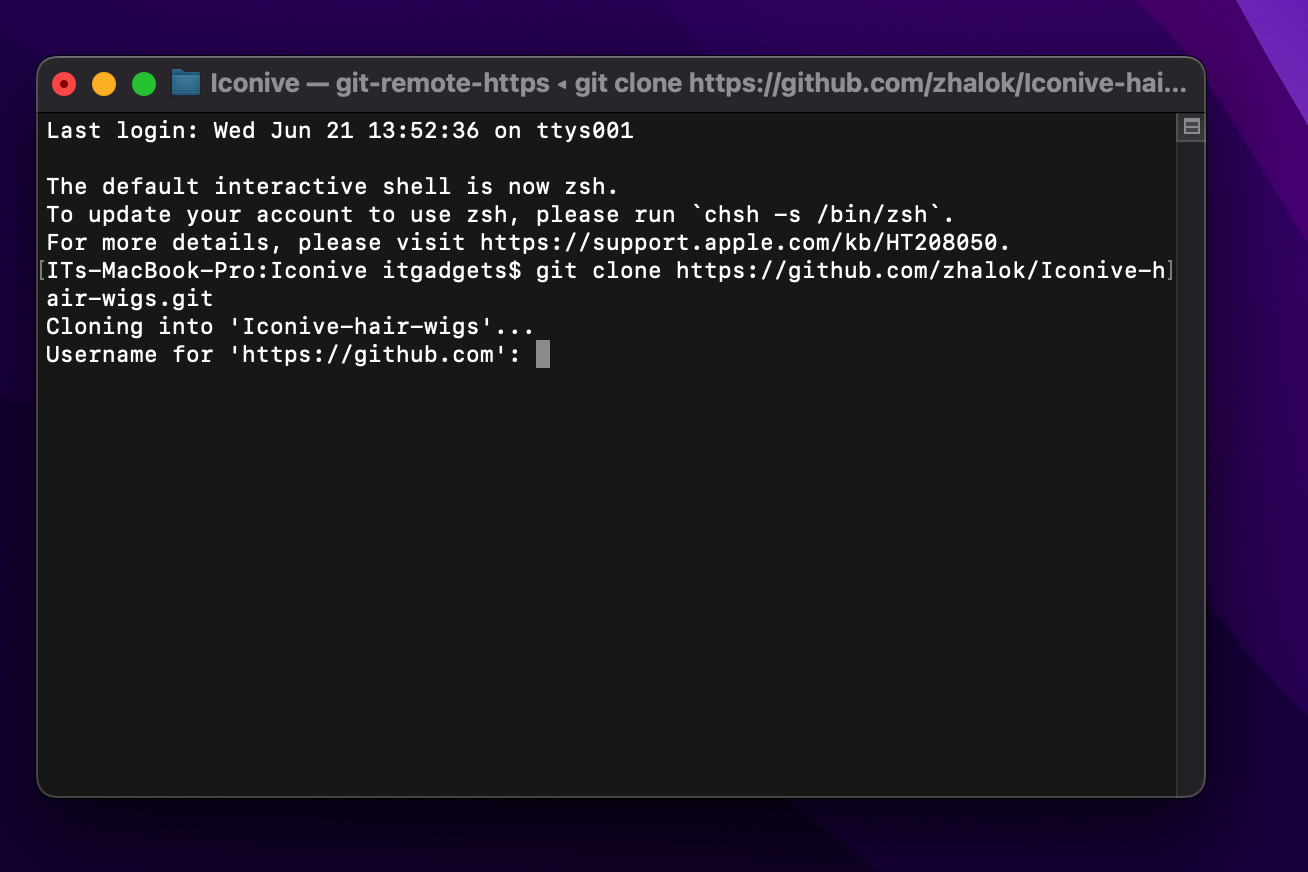 Iconive — git-remote-https ◂ git clone https://github.com/zhalok/Iconive-hai...
Last login: Wed Jun 21 13:52:36 on ttys001
The default interactive shell is now zsh.
To update your account to use zsh, please run `chsh -s /bin/zsh`.
For more details, please visit https://support.apple.com/kb/HT208050.
[ITs-MacBook-Pro:Iconive itgadgets$ git clone https://github.com/zhalok/Iconive-h]
air-wigs.git
Cloning into 'Iconive-hair-wigs'...
Username for 'https://github.com':